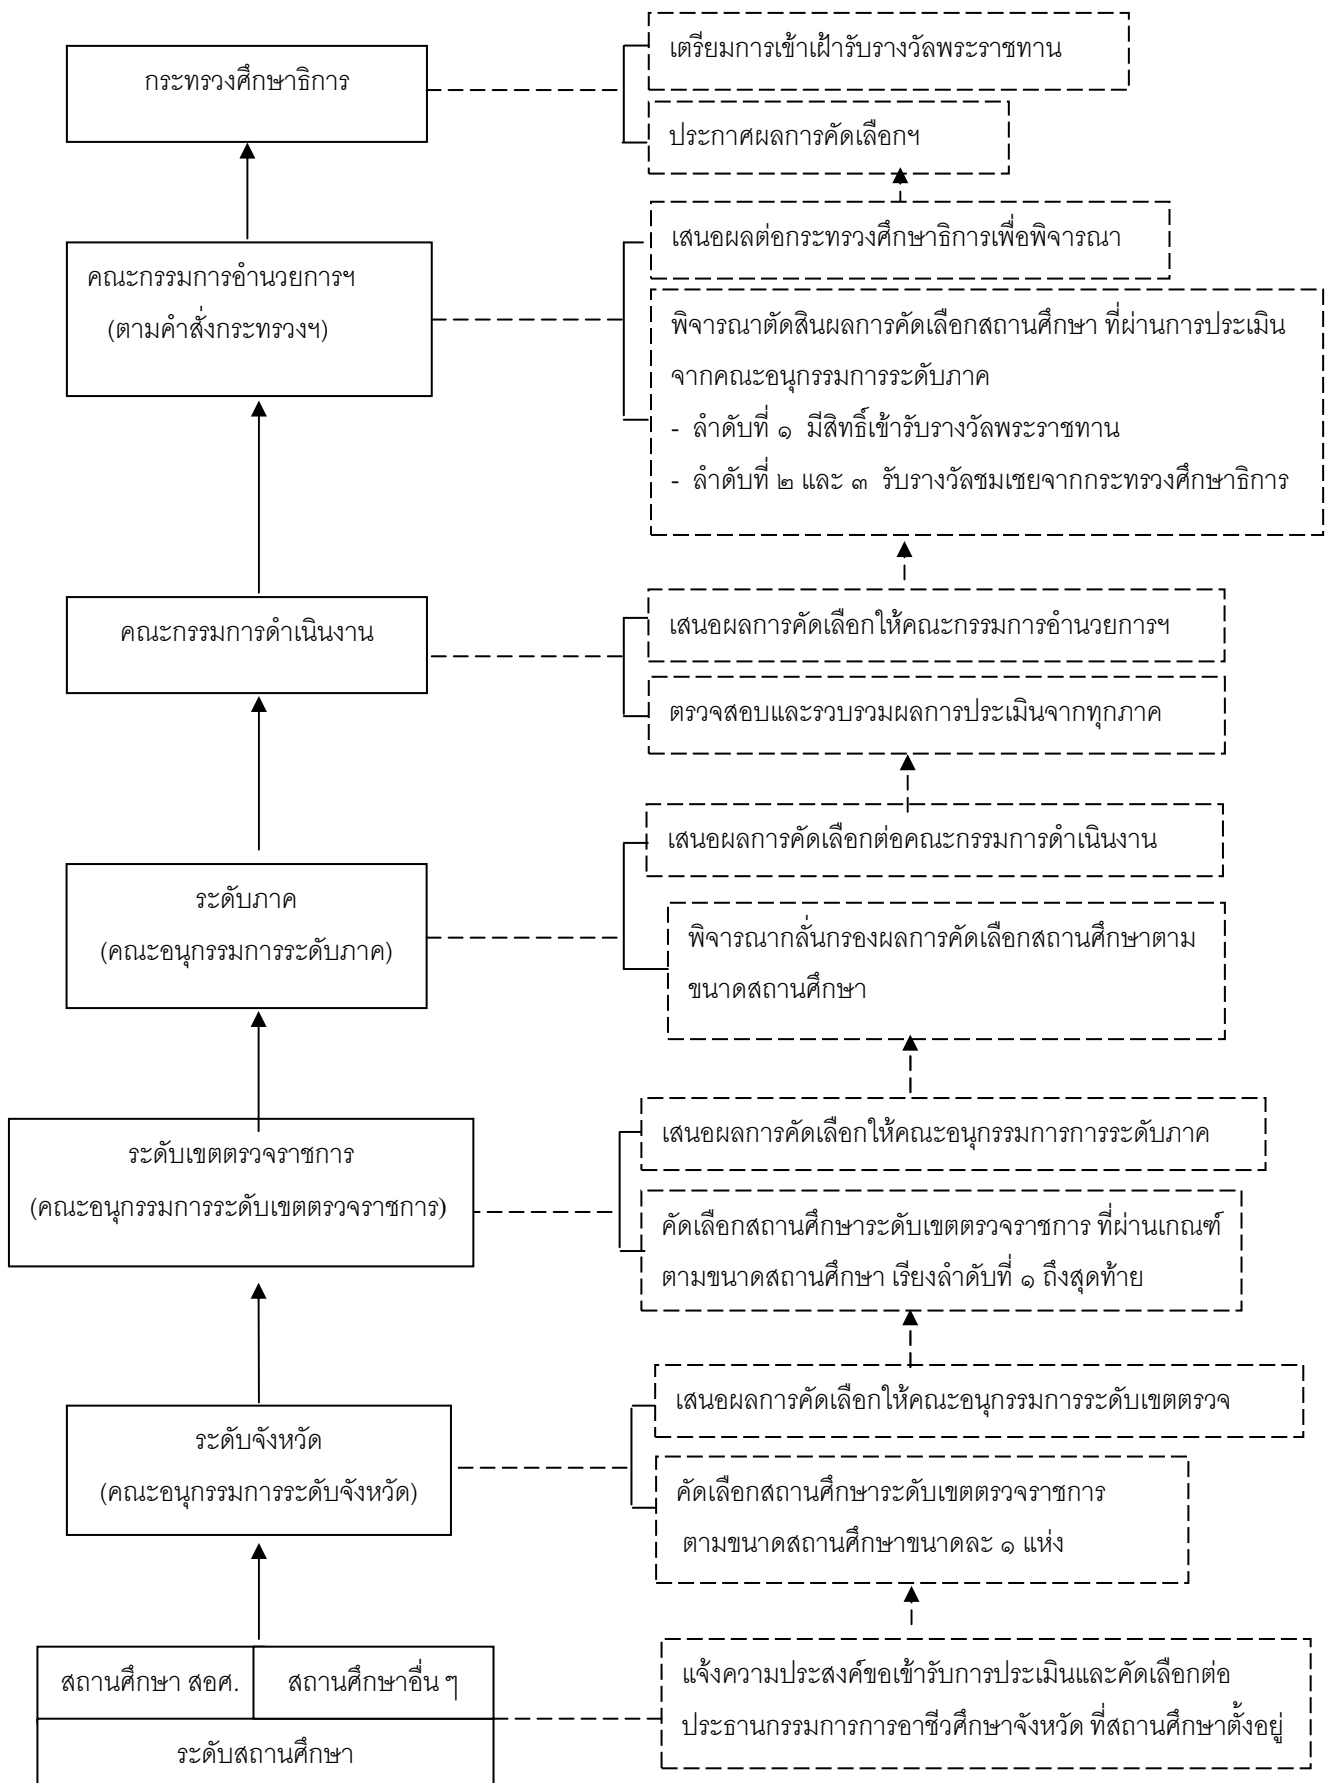 เตรียมการเข้าเฝ้ารับรางวัลพระราชทาน
กระทรวงศึกษาธิการ
ประกาศผลการคัดเลือกฯ
เสนอผลต่อกระทรวงศึกษาธิการเพื่อพิจารณา
คณะกรรมการอำนวยการฯ
(ตามคำสั่งกระทรวงฯ)
พิจารณาตัดสินผลการคัดเลือกสถานศึกษา ที่ผ่านการประเมิน
จากคณะอนุกรรมการระดับภาค
- ลำดับที่ ๑ มีสิทธิ์เข้ารับรางวัลพระราชทาน
- ลำดับที่ ๒ และ ๓ รับรางวัลชมเชยจากกระทรวงศึกษาธิการ
คณะกรรมการดำเนินงาน
เสนอผลการคัดเลือกให้คณะกรรมการอำนวยการฯ
ตรวจสอบและรวบรวมผลการประเมินจากทุกภาค
เสนอผลการคัดเลือกต่อคณะกรรมการดำเนินงาน
ระดับภาค
(คณะอนุกรรมการระดับภาค)
พิจารณากลั่นกรองผลการคัดเลือกสถานศึกษาตาม
ขนาดสถานศึกษา
เสนอผลการคัดเลือกให้คณะอนุกรรมการการระดับภาค
ระดับเขตตรวจราชการ
(คณะอนุกรรมการระดับเขตตรวจราชการ)
คัดเลือกสถานศึกษาระดับเขตตรวจราชการ ที่ผ่านเกณฑ์
ตามขนาดสถานศึกษา เรียงลำดับที่ ๑ ถึงสุดท้าย
เสนอผลการคัดเลือกให้คณะอนุกรรมการระดับเขตตรวจ
ระดับจังหวัด
(คณะอนุกรรมการระดับจังหวัด)
คัดเลือกสถานศึกษาระดับเขตตรวจราชการ
ตามขนาดสถานศึกษาขนาดละ ๑ แห่ง
สถานศึกษา สอศ.
สถานศึกษาอื่น ๆ
ระดับสถานศึกษา
แจ้งความประสงค์ขอเข้ารับการประเมินและคัดเลือกต่อ
ประธานกรรมการการอาชีวศึกษาจังหวัด ที่สถานศึกษาตั้งอยู่